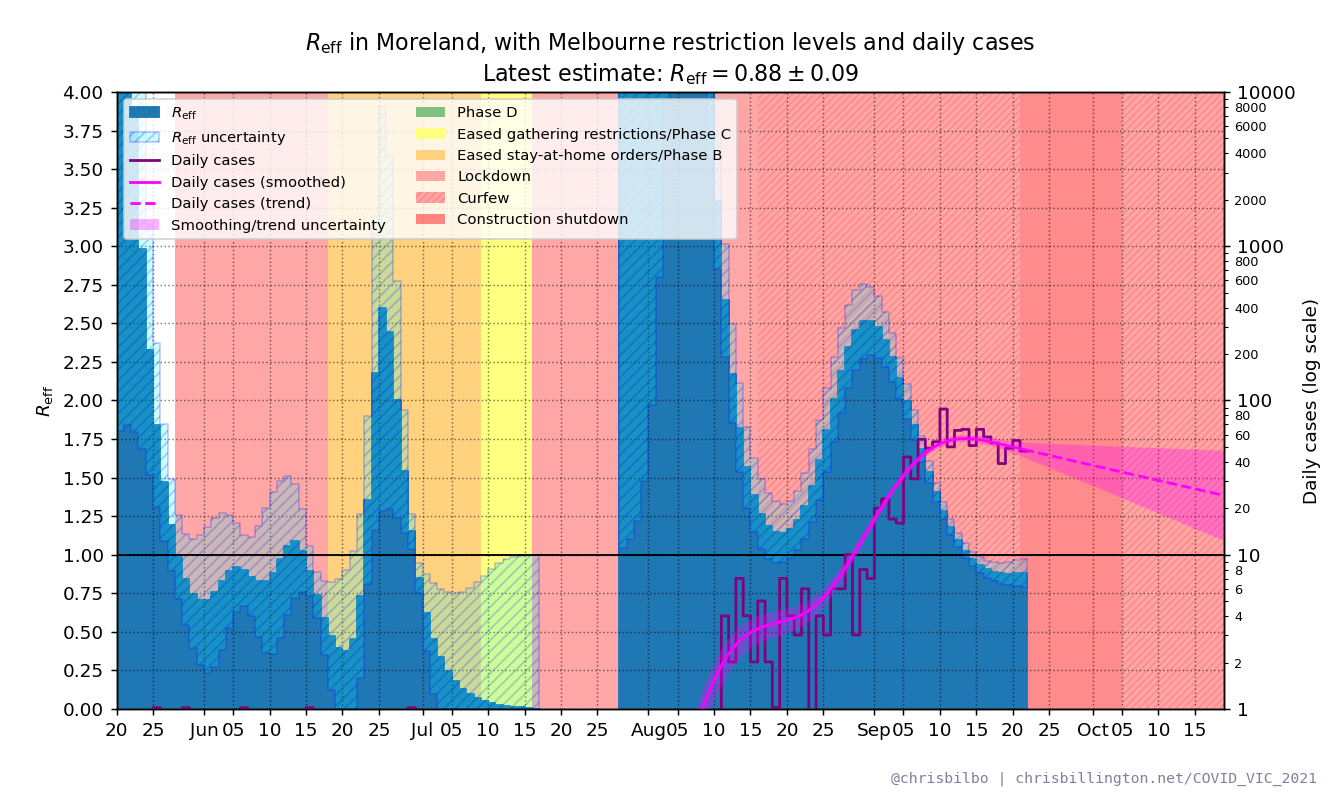 Reff in Moreland, with Melbourne restriction levels and daily cases
Latest estimate: Reff = 0.88 ± 0.09
Reff
Reff uncertainty
Daily cases
Daily cases (smoothed)
Daily cases (trend)
Smoothing/trend uncertainty
Phase D
Eased gathering restrictions/Phase C
Eased stay-at-home orders/Phase B
Lockdown
Curfew
Construction shutdown
Reff
4.00
3.75
3.50
3.25
3.00
2.75
2.50
2.25
2.00
1.75
1.50
1.25
1.00
0.75
0.50
0.25
0.00
10000
8000
6000
4000
2000
1000
800
600
400
200
100
80
60
40
20
10
8
6
4
2
1
Daily cases (log scale)
20 25 Jun 05 10 15 20 25 Jul 05 10 15 20 25 Aug 05 10 15 20 25 Sep 05 10 15 20 25 Oct 05 10 15
@chrisbilbo | chrisbillington.net/COVID_VIC_2021